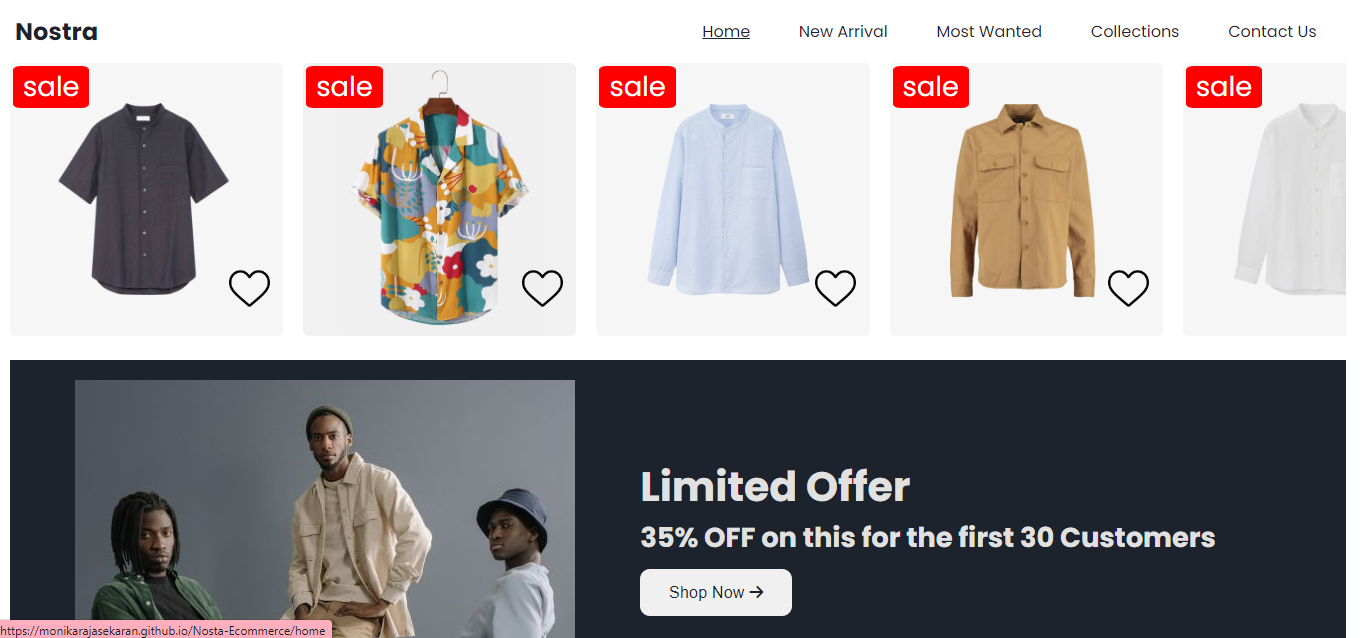 Nostra Home New Arrival Most Wanted Collections Contact Us
sale sale sale sale sale
Limited Offer
35% OFF on this for the first 30 Customers
Shop Now →
https://monikarajasekaran.github.io/Nosta-Ecommerce/home